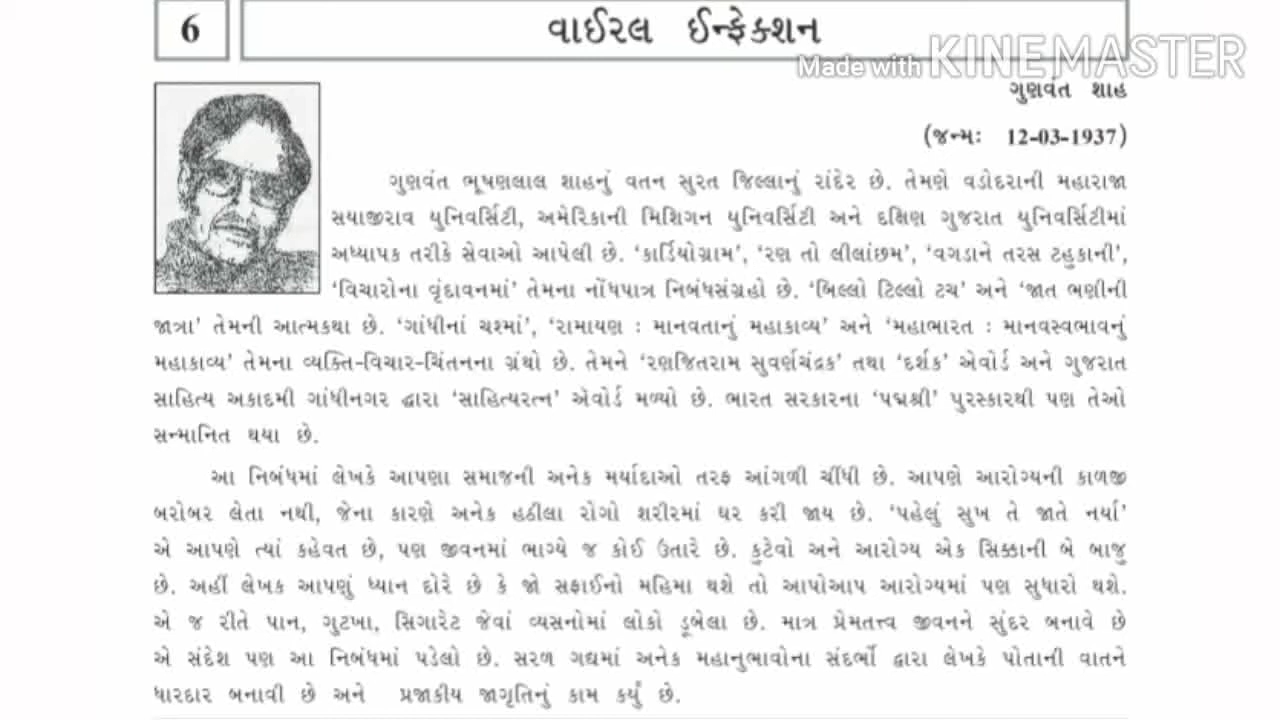 6
વાઈરલ ઈન્ફેક્શન
Made with KINEMASTER
ગુણવંત શાહ
(જન્મ: 12-03-1937)
ગુણવંત ભૂષણલાલ શાહનું વતન સુરત જિલ્લાનું રાંદેર છે. તેમણે વડોદરાની મહારાજા
સયાજીરાવ યુનિવર્સિટી, અમેરિકાની મિશિગન યુનિવર્સિટી અને દક્ષિણ ગુજરાત યુનિવર્સિટીમાં
અધ્યાપક તરીકે સેવાઓ આપેલી છે. ‘કાર્ડિયોગ્રામ’, ‘રણ તો લીલાંછમ’, ‘વગડાને તરસ ટહુકાની’,
‘વિચારોના વૃંદાવનમાં’ તેમના નોંધપાત્ર નિબંધસંગ્રહો છે. ‘બિલ્લો ટિલ્લો ટચ’ અને ‘જાત ભણીની
જાત્રા’ તેમની આત્મકથા છે. ‘ગાંધીનાં ચશ્માં’, ‘રામાયણ : માનવતાનું મહાકાવ્ય’ અને ‘મહાભારત : માનવસ્વભાવનું
મહાકાવ્ય’ તેમના વ્યક્તિ-વિચાર-ચિંતનના ગ્રંથો છે. તેમને ‘રણજિતરામ સુવર્ણચંદ્રક’ તથા ‘દર્શક’ એવોર્ડ અને ગુજરાત
સાહિત્ય અકાદમી ગાંધીનગર દ્વારા ‘સાહિત્યરત્ન’ ઍવોર્ડ મળ્યો છે. ભારત સરકારના ‘પદ્મશ્રી’ પુરસ્કારથી પણ તેઓ
સન્માનિત થયા છે.
આ નિબંધમાં લેખકે આપણા સમાજની અનેક મર્યાદાઓ તરફ આંગળી ચીંધી છે. આપણે આરોગ્યની કાળજી
બરોબર લેતા નથી, જેના કારણે અનેક હઠીલા રોગો શરીરમાં ઘર કરી જાય છે. ‘પહેલું સુખ તે જાતે નર્યા’
એ આપણે ત્યાં કહેવત છે, પણ જીવનમાં ભાગ્યે જ કોઈ ઉતારે છે. કુટેવો અને આરોગ્ય એક સિક્કાની બે બાજુ
છે. અહીં લેખક આપણું ધ્યાન દોરે છે કે જો સફાઈનો મહિમા થશે તો આપોઆપ આરોગ્યમાં પણ સુધારો થશે.
એ જ રીતે પાન, ગુટખા, સિગારેટ જેવાં વ્યસનોમાં લોકો ડૂબેલા છે. માત્ર પ્રેમતત્ત્વ જીવનને સુંદર બનાવે છે
એ સંદેશ પણ આ નિબંધમાં પડેલો છે. સરળ ગદ્યમાં અનેક મહાનુભાવોના સંદર્ભો દ્વારા લેખકે પોતાની વાતને
ધારદાર બનાવી છે અને પ્રજાકીય જાગૃતિનું કામ કર્યું છે.